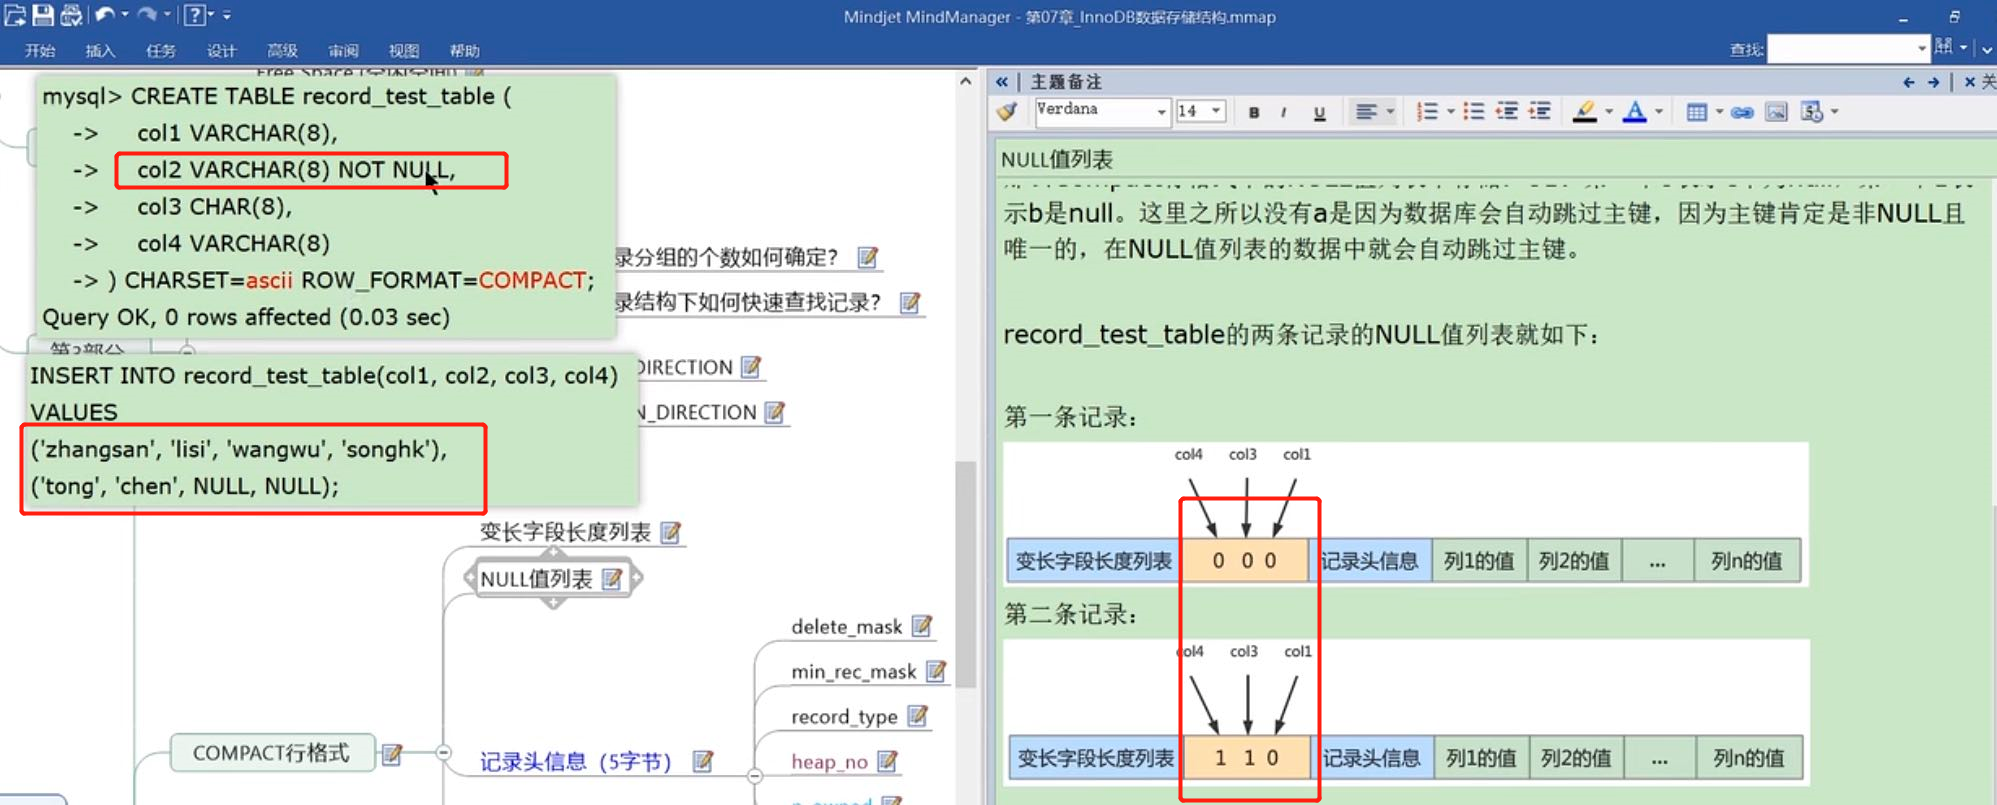 Mindjet MindManager - 第07章_InnoDB数据存储结构.mmap
开始 插入 任务 设计 高级 审阅 视图 帮助
查找:
Free Space (空闲空间)
mysql> CREATE TABLE record_test_table (
-> col1 VARCHAR(8),
-> col2 VARCHAR(8) NOT NULL,
-> col3 CHAR(8),
-> col4 VARCHAR(8)
-> ) CHARSET=ascii ROW_FORMAT=COMPACT;
Query OK, 0 rows affected (0.03 sec)
录分组的个数如何确定?
录结构下如何快速查找记录?
DIRECTION
N_DIRECTION
INSERT INTO record_test_table(col1, col2, col3, col4)
VALUES
('zhangsan', 'lisi', 'wangwu', 'songhk'),
('tong', 'chen', NULL, NULL);
变长字段长度列表
NULL值列表
COMPACT行格式
记录头信息(5字节)
delete_mask
min_rec_mask
record_type
heap_no
主题备注
关
Verdana 14 B I U
NULL值列表
示b是null。这里之所以没有a是因为数据库会自动跳过主键，因为主键肯定是非NULL且
唯一的，在NULL值列表的数据中就会自动跳过主键。
record_test_table的两条记录的NULL值列表就如下：
第一条记录：
col4 col3 col1
变长字段长度列表 0 0 0 记录头信息 列1的值 列2的值 ... 列n的值
第二条记录：
col4 col3 col1
变长字段长度列表 1 1 0 记录头信息 列1的值 列2的值 ... 列n的值